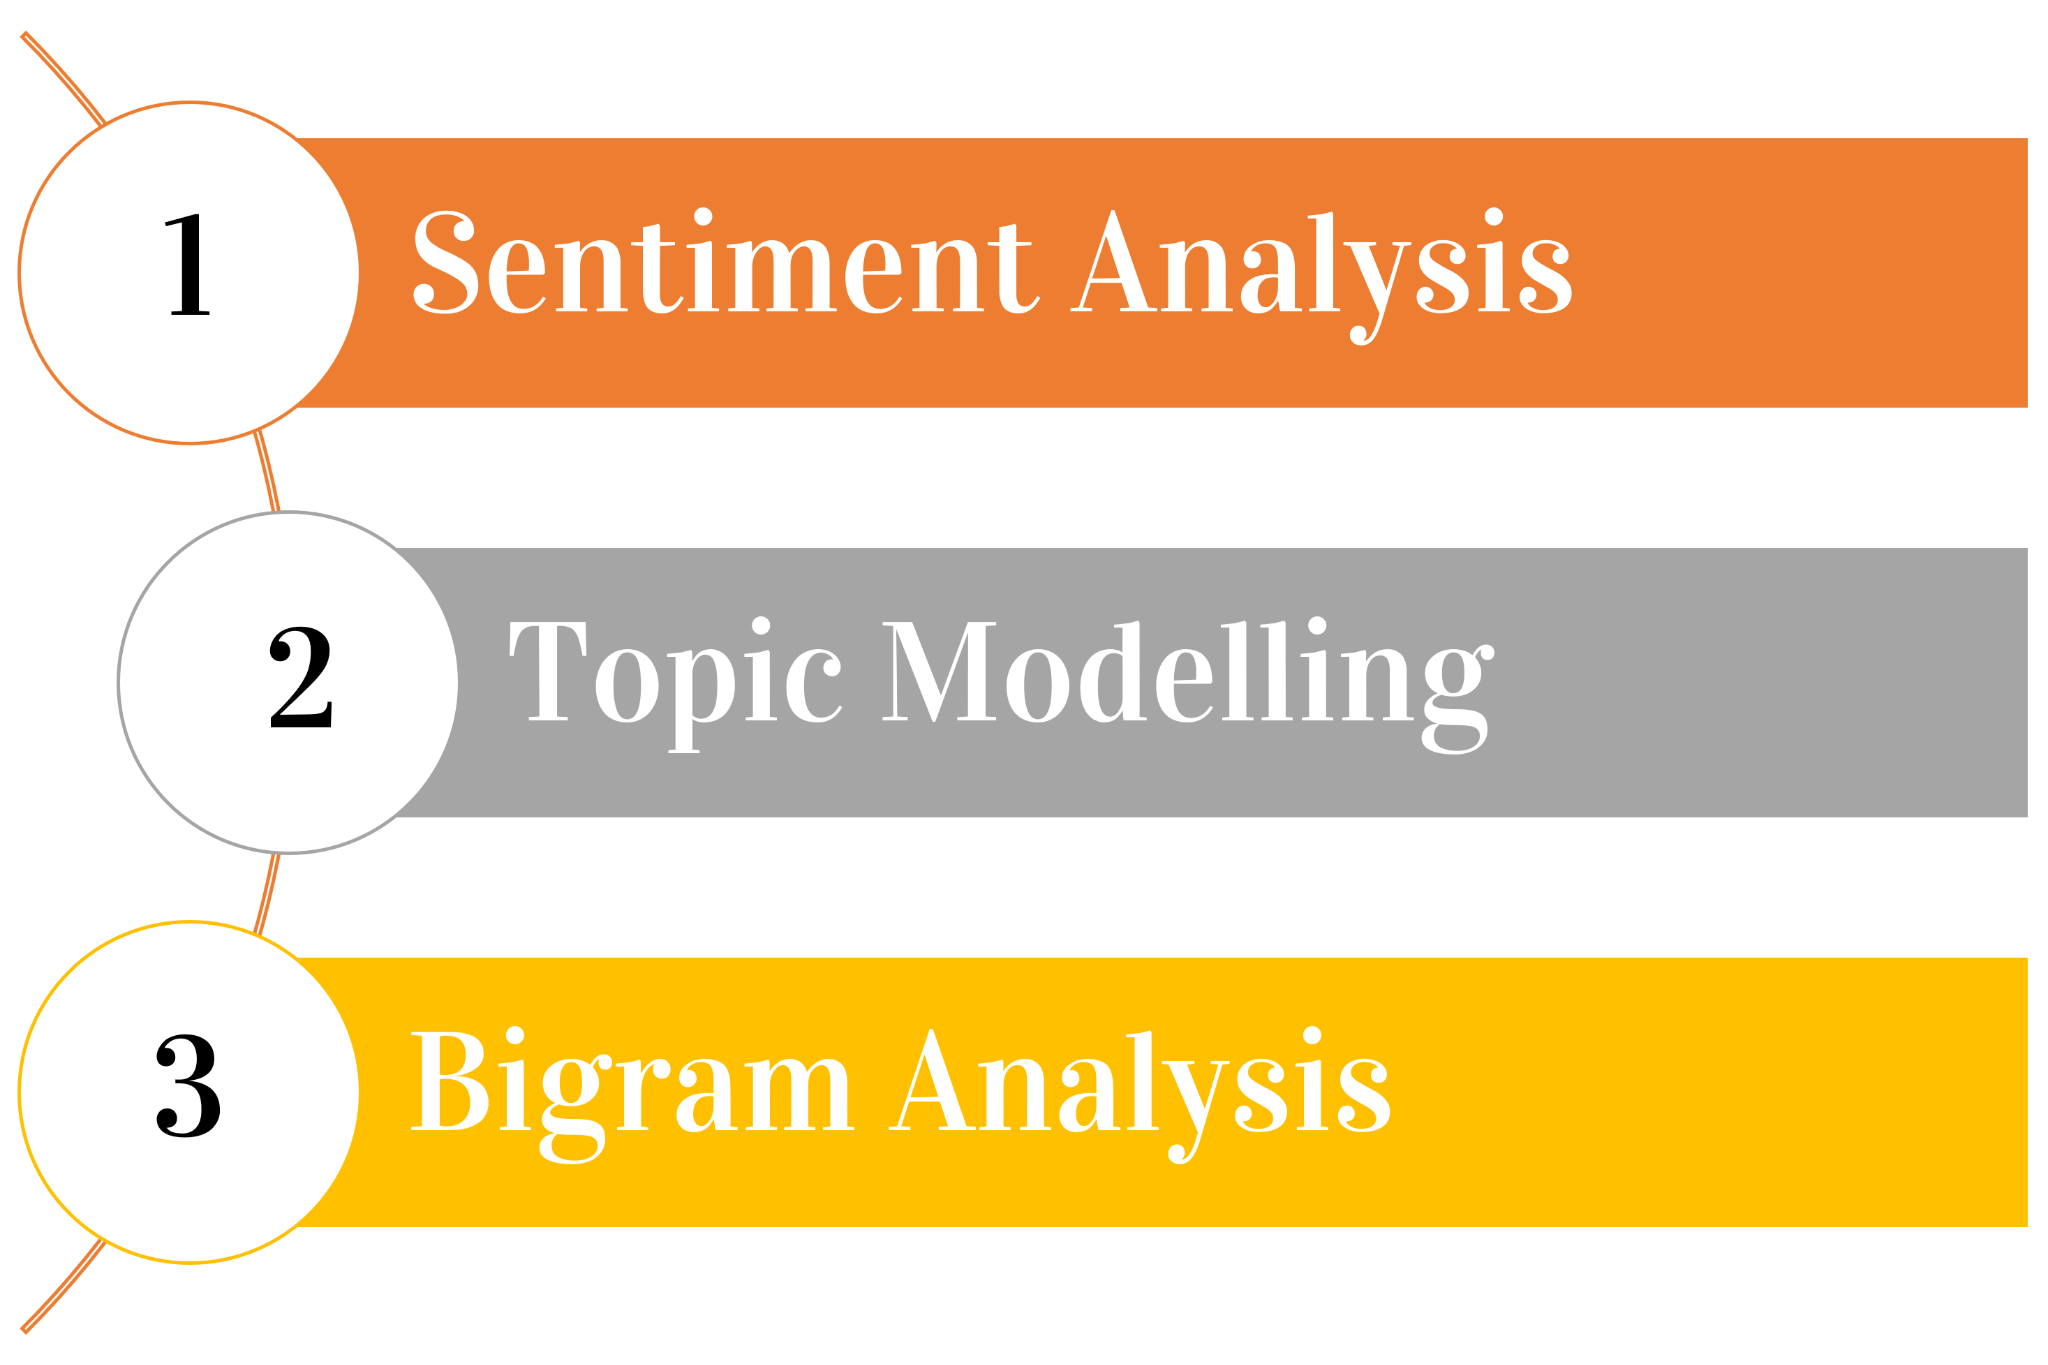 1 Sentiment Analysis
2 Topic Modelling
3 Bigram Analysis